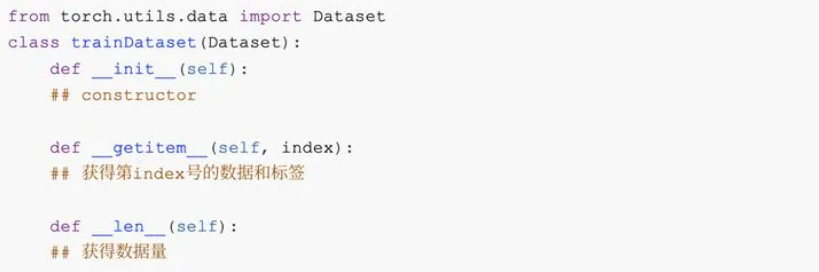 from torch.utils.data import Dataset
class trainDataset(Dataset):
    def __init__(self):
    ## constructor

    def __getitem__(self, index):
    ## 获得第index号的数据和标签

    def __len__(self):
    ## 获得数据量